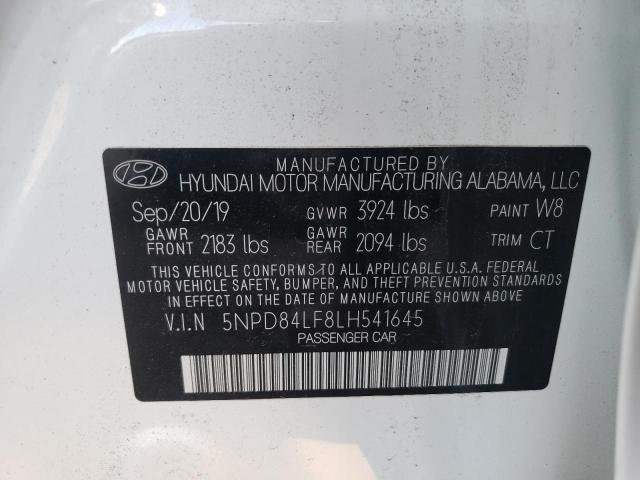 MANUFACTURED BY
HYUNDAI MOTOR MANUFACTURING ALABAMA, LLC
Sep/20/19 GVWR 3924 lbs PAINT W8
GAWR FRONT 2183 lbs GAWR REAR 2094 lbs TRIM CT
THIS VEHICLE CONFORMS TO ALL APPLICABLE U.S.A. FEDERAL
MOTOR VEHICLE SAFETY, BUMPER, AND THEFT PREVENTION STANDARDS
IN EFFECT ON THE DATE OF MANUFACTURE SHOWN ABOVE.
V.I.N 5NPD84LF8LH541645
PASSENGER CAR